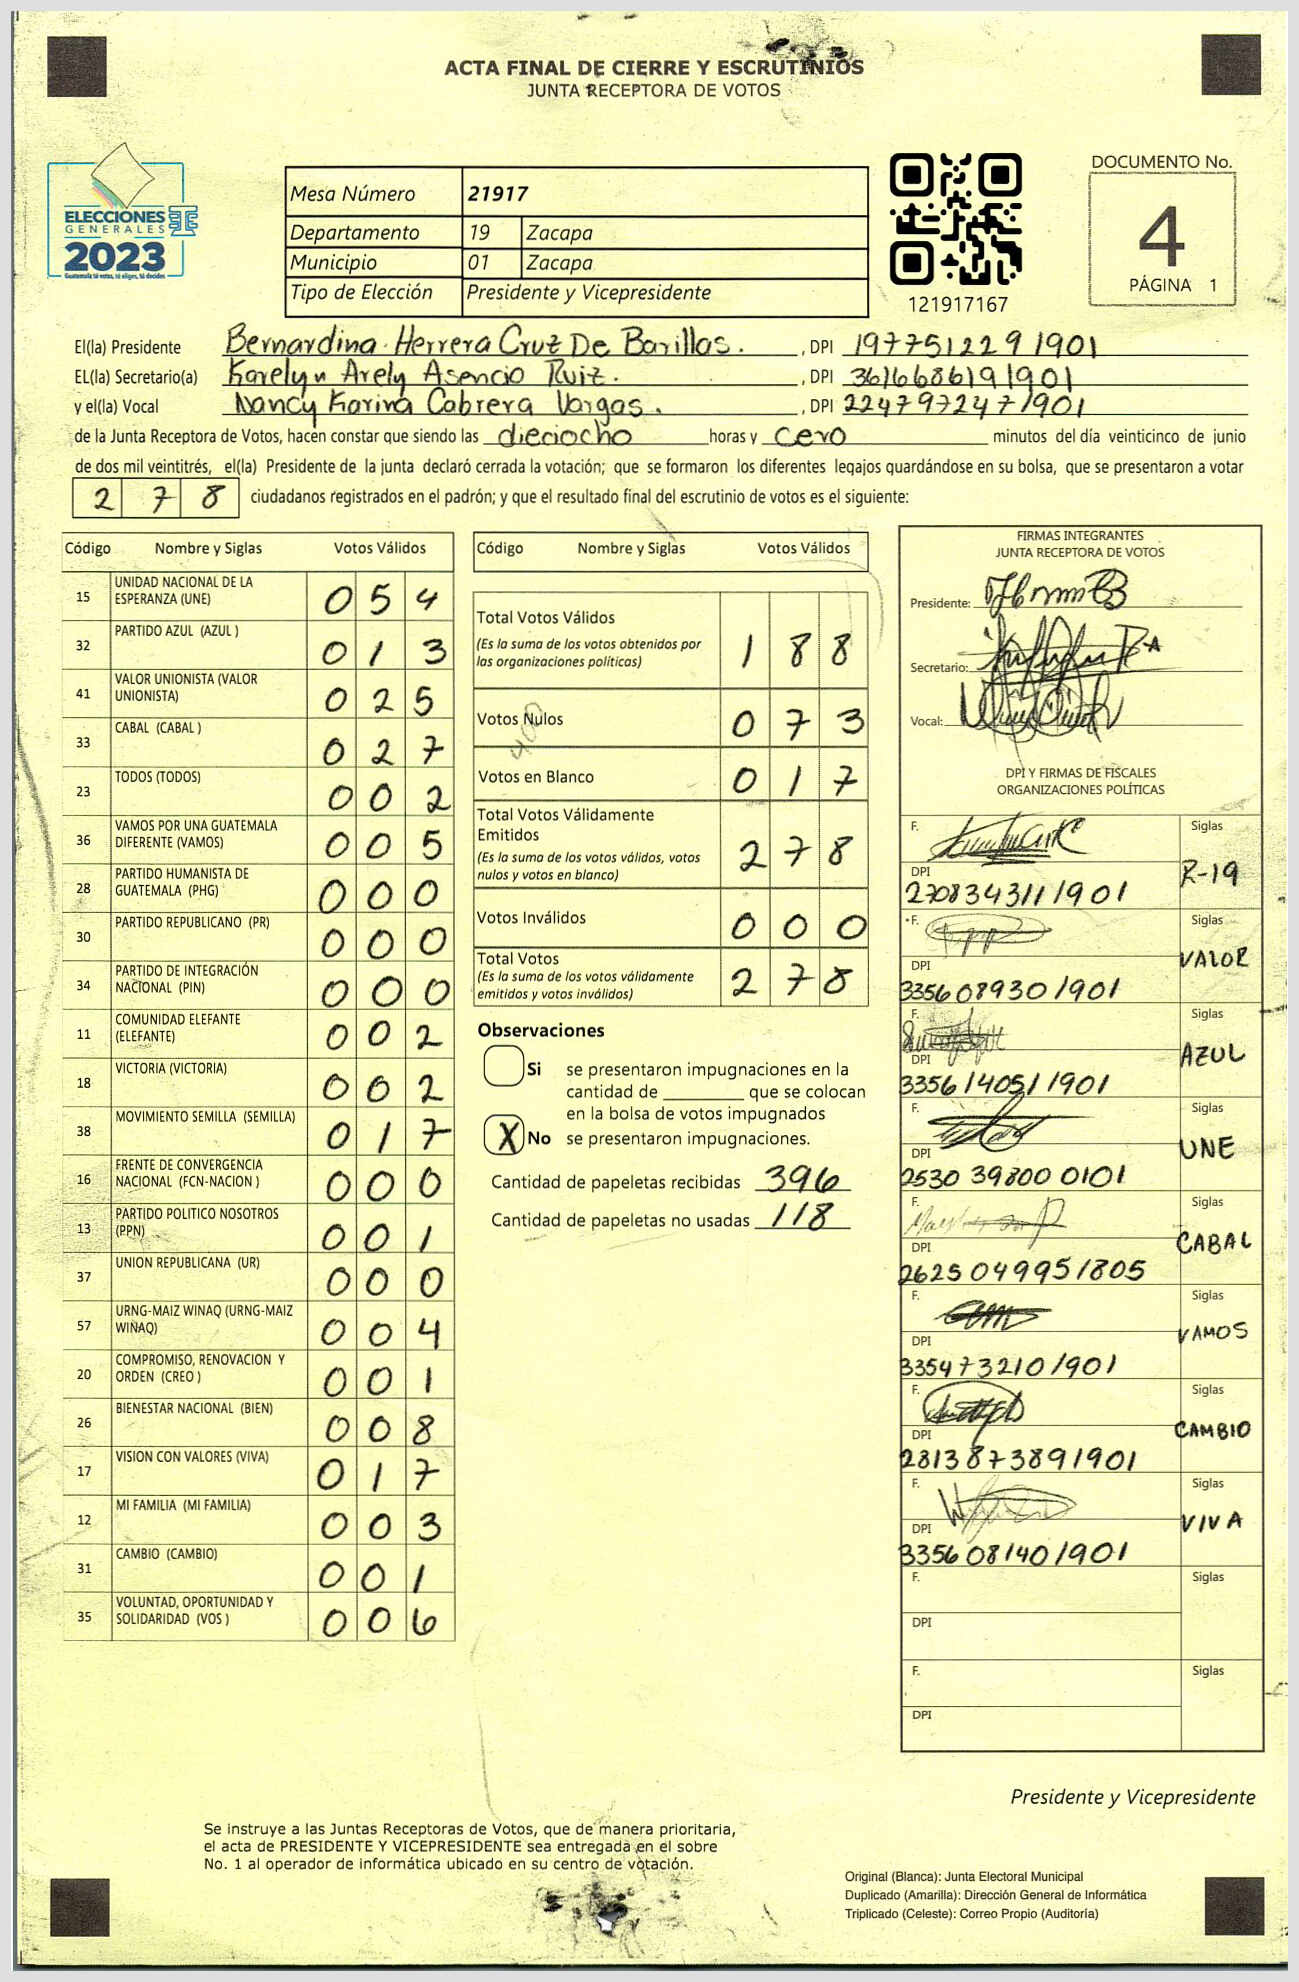 ACTA FINAL DE CIERRE Y ESCRUTINIOS
JUNTA RECEPTORA DE VOTOS
ELECCIONES
GENERALES
2023
Guatemala tú votas, tú eliges, tú decides
Mesa Número 21917
Departamento 19 Zacapa
Municipio 01 Zacapa
Tipo de Elección Presidente y Vicepresidente
121917167
DOCUMENTO No.
4
PÁGINA 1
El(la) Presidente Bernardina Herrera Cruz De Barillas. , DPI 1977512291901
EL(la) Secretario(a) Karelyn Arely Asencio Ruiz. , DPI 3616686191901
y el(la) Vocal Nancy Karina Cabrera Vargas. , DPI 2247972471901
de la Junta Receptora de Votos, hacen constar que siendo las dieciocho horas y cero minutos del día veinticinco de junio
de dos mil veintitrés, el(la) Presidente de la junta declaró cerrada la votación; que se formaron los diferentes legajos guardándose en su bolsa, que se presentaron a votar
2 7 8 ciudadanos registrados en el padrón; y que el resultado final del escrutinio de votos es el siguiente:
Código Nombre y Siglas Votos Válidos
15 UNIDAD NACIONAL DE LA ESPERANZA (UNE) 0 5 4
32 PARTIDO AZUL (AZUL ) 0 1 3
41 VALOR UNIONISTA (VALOR UNIONISTA) 0 2 5
33 CABAL (CABAL ) 0 2 7
23 TODOS (TODOS) 0 0 2
36 VAMOS POR UNA GUATEMALA DIFERENTE (VAMOS) 0 0 5
28 PARTIDO HUMANISTA DE GUATEMALA (PHG) 0 0 0
30 PARTIDO REPUBLICANO (PR) 0 0 0
34 PARTIDO DE INTEGRACIÓN NACIONAL (PIN) 0 0 0
11 COMUNIDAD ELEFANTE (ELEFANTE) 0 0 2
18 VICTORIA (VICTORIA) 0 0 2
38 MOVIMIENTO SEMILLA (SEMILLA) 0 1 7
16 FRENTE DE CONVERGENCIA NACIONAL (FCN-NACION ) 0 0 0
13 PARTIDO POLITICO NOSOTROS (PPN) 0 0 1
37 UNION REPUBLICANA (UR) 0 0 0
57 URNG-MAIZ WINAQ (URNG-MAIZ WINAQ) 0 0 4
20 COMPROMISO, RENOVACION Y ORDEN (CREO ) 0 0 1
26 BIENESTAR NACIONAL (BIEN) 0 0 8
17 VISION CON VALORES (VIVA) 0 1 7
12 MI FAMILIA (MI FAMILIA) 0 0 3
31 CAMBIO (CAMBIO) 0 0 1
35 VOLUNTAD, OPORTUNIDAD Y SOLIDARIDAD (VOS ) 0 0 6
Código Nombre y Siglas Votos Válidos
Total Votos Válidos
(Es la suma de los votos obtenidos por
las organizaciones políticas) 1 8 8
Votos Nulos 0 7 3
400
Votos en Blanco 0 1 7
Total Votos Válidamente
Emitidos
(Es la suma de los votos válidos, votos
nulos y votos en blanco) 2 7 8
Votos Inválidos 0 0 0
Total Votos
(Es la suma de los votos válidamente
emitidos y votos inválidos) 2 7 8
Observaciones
Si se presentaron impugnaciones en la
cantidad de ________ que se colocan
en la bolsa de votos impugnados
X No se presentaron impugnaciones.
Cantidad de papeletas recibidas 396
Cantidad de papeletas no usadas 118
FIRMAS INTEGRANTES
JUNTA RECEPTORA DE VOTOS
Presidente:
Secretario:
Vocal:
DPI Y FIRMAS DE FISCALES
ORGANIZACIONES POLÍTICAS
F. Siglas
DPI R-19
2708343111901
F. Siglas
DPI VALOR
3356089301901
F. Siglas
DPI AZUL
3356140511901
F. Siglas
DPI UNE
2530 39800 0101
F. Siglas
DPI CABAL
2625049951805
F. Siglas
DPI VAMOS
3354732101901
F. Siglas
DPI CAMBIO
2813873891901
F. Siglas
DPI VIVA
3356081401901
F. Siglas
DPI
F. Siglas
DPI
Presidente y Vicepresidente
Se instruye a las Juntas Receptoras de Votos, que de manera prioritaria,
el acta de PRESIDENTE Y VICEPRESIDENTE sea entregada en el sobre
No. 1 al operador de informática ubicado en su centro de votación.
Original (Blanca): Junta Electoral Municipal
Duplicado (Amarilla): Dirección General de Informática
Triplicado (Celeste): Correo Propio (Auditoría)